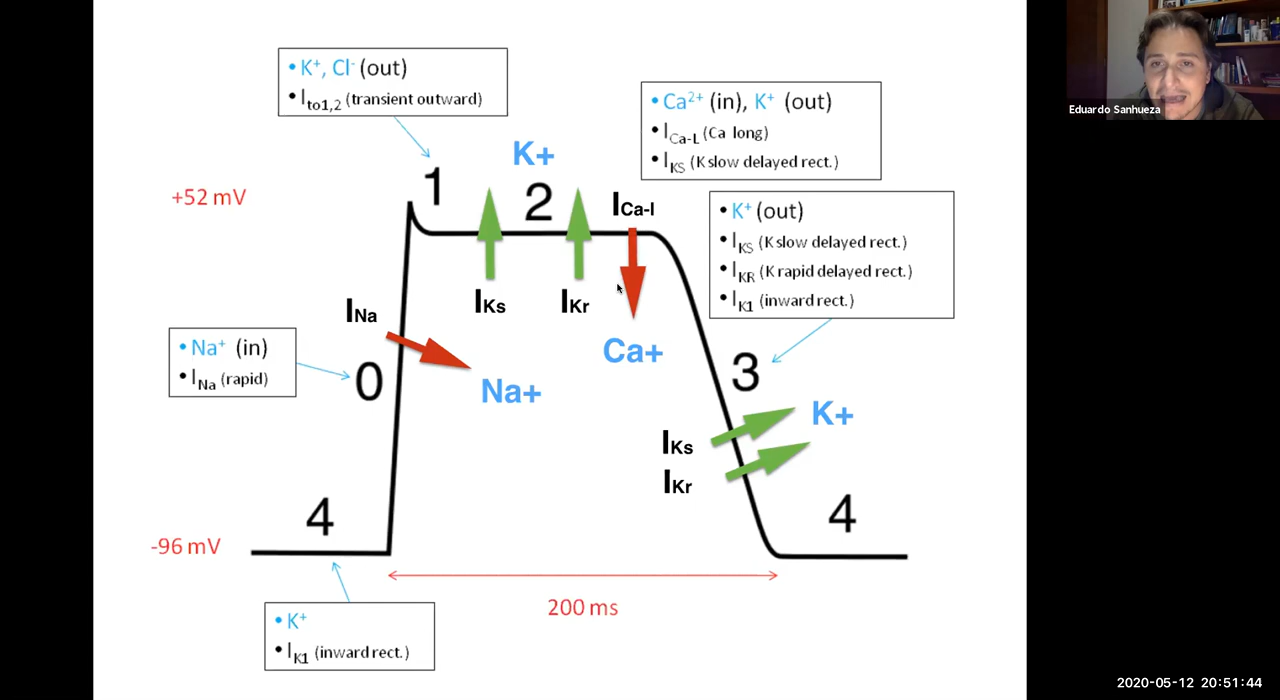 • K⁺, Cl⁻ (out)
• Ito1,2 (transient outward)
• Ca²⁺ (in), K⁺ (out)
• ICa-L (Ca long)
• IKS (K slow delayed rect.)
Eduardo Sanhueza
K+
1
2
+52 mV
ICa-l
• K⁺ (out)
• IKS (K slow delayed rect.)
• IKR (K rapid delayed rect.)
• IK1 (inward rect.)
IKs
IKr
INa
Ca+
• Na⁺ (in)
• INa (rapid)
0
Na+
3
K+
IKs
IKr
4
4
-96 mV
200 ms
• K⁺
• IK1 (inward rect.)
2020-05-12 20:51:44